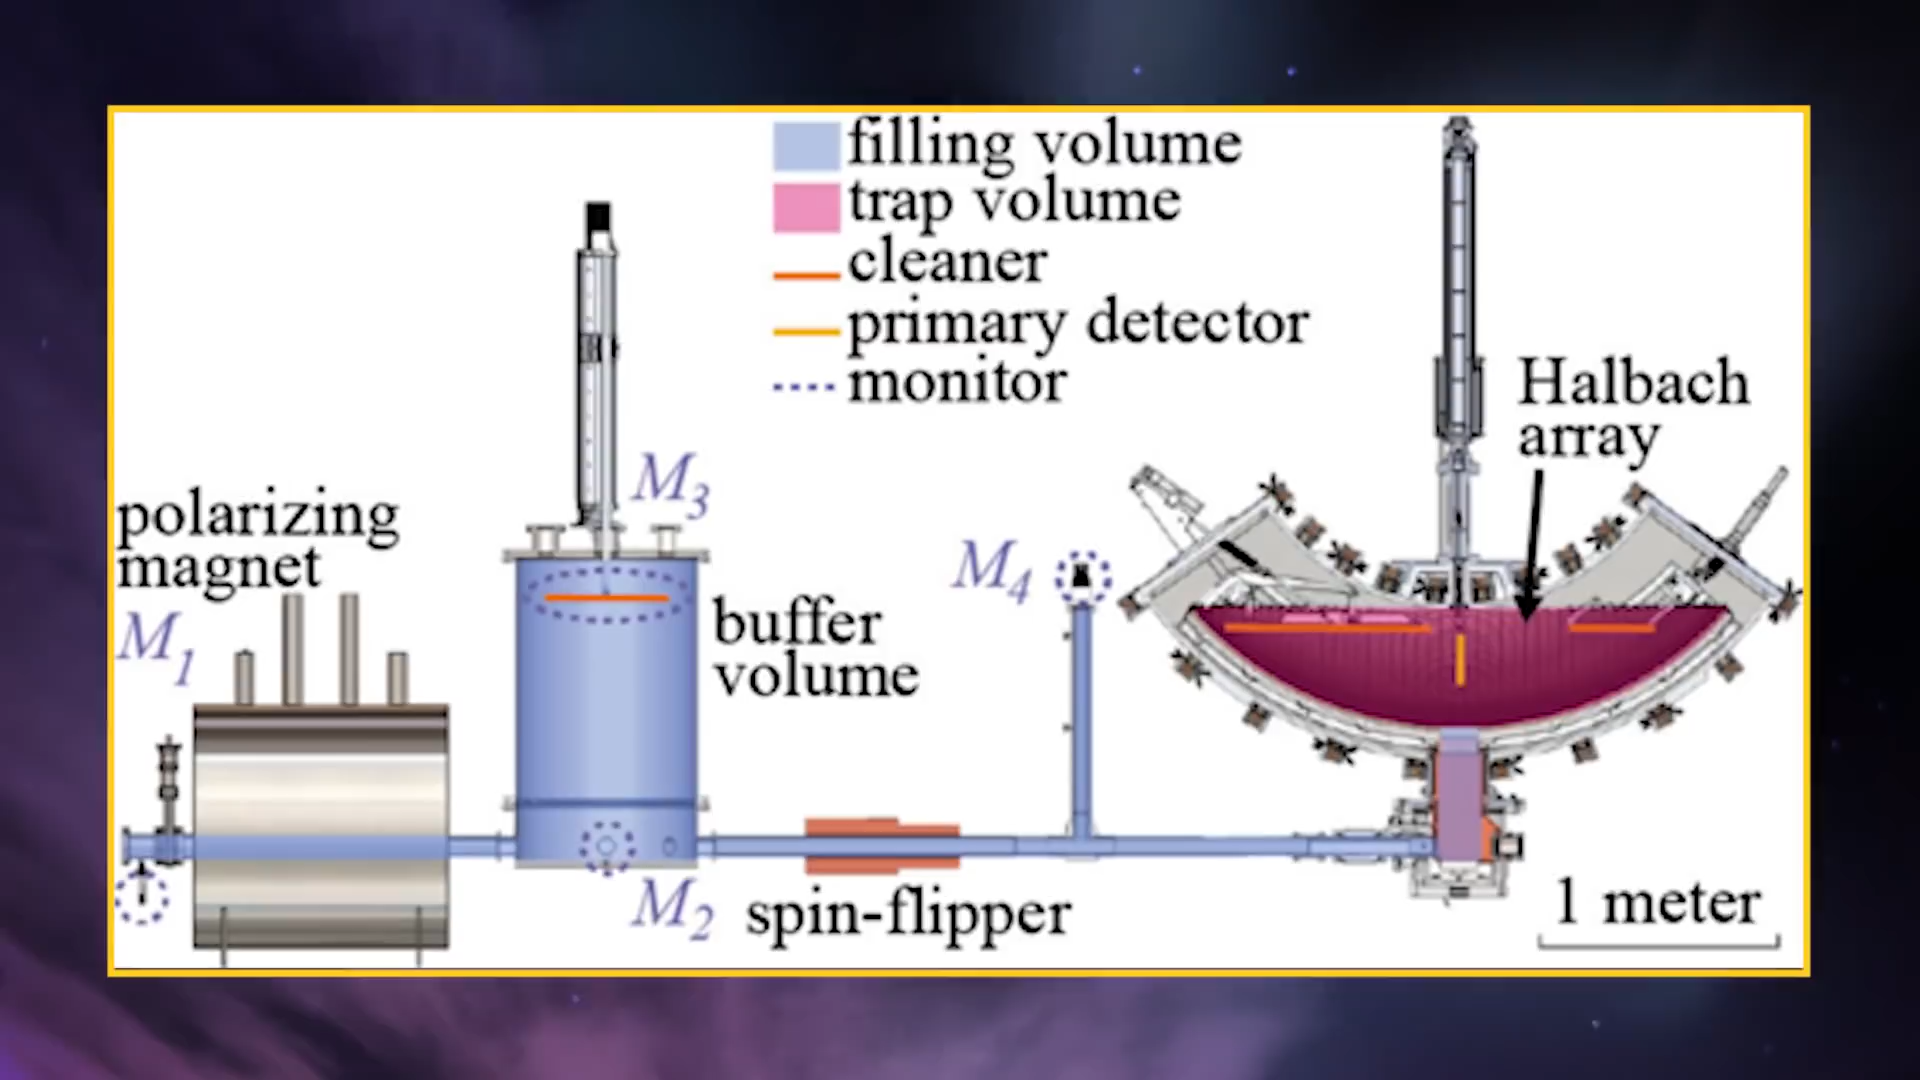 filling volume
trap volume
cleaner
primary detector
monitor
Halbach
array
M3
polarizing
magnet
M4
M1
buffer
volume
M2
spin-flipper
1 meter